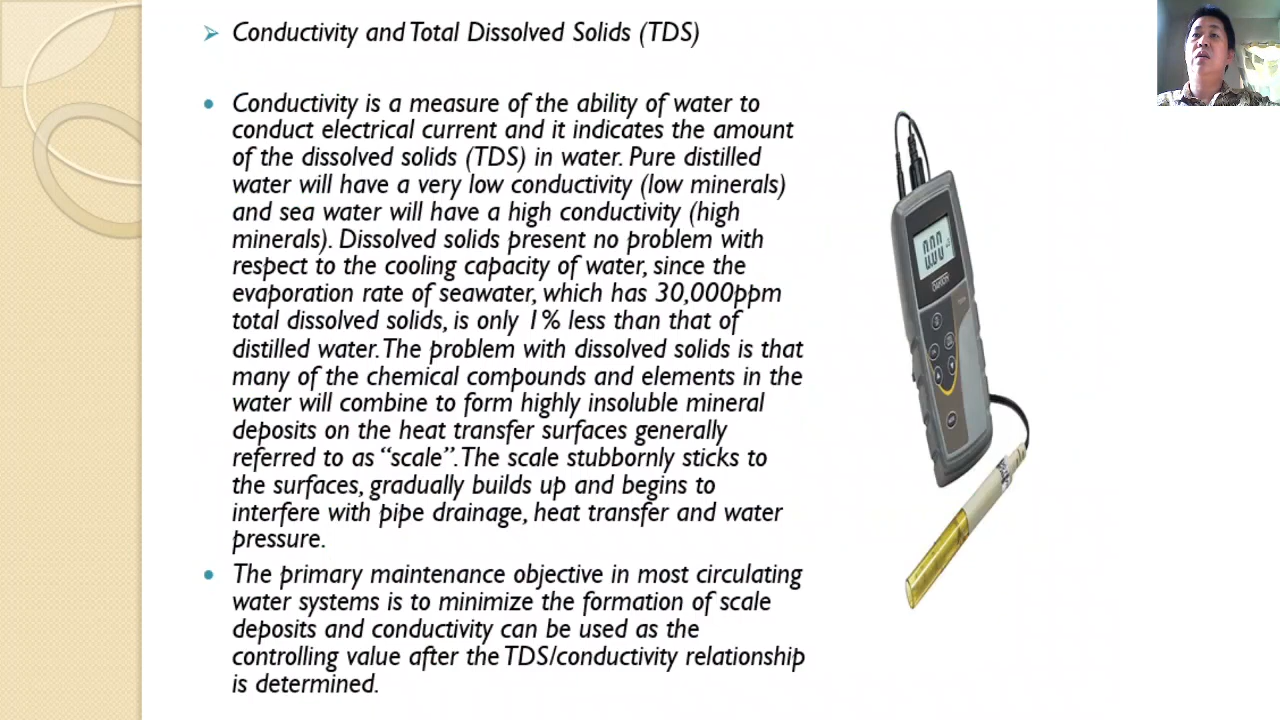 Conductivity and Total Dissolved Solids (TDS)
Conductivity is a measure of the ability of water to
conduct electrical current and it indicates the amount
of the dissolved solids (TDS) in water. Pure distilled
water will have a very low conductivity (low minerals)
and sea water will have a high conductivity (high
minerals). Dissolved solids present no problem with
respect to the cooling capacity of water, since the
evaporation rate of seawater, which has 30,000ppm
total dissolved solids, is only 1% less than that of
distilled water. The problem with dissolved solids is that
many of the chemical compounds and elements in the
water will combine to form highly insoluble mineral
deposits on the heat transfer surfaces generally
referred to as “scale”. The scale stubbornly sticks to
the surfaces, gradually builds up and begins to
interfere with pipe drainage, heat transfer and water
pressure.
The primary maintenance objective in most circulating
water systems is to minimize the formation of scale
deposits and conductivity can be used as the
controlling value after the TDS/conductivity relationship
is determined.
0.00